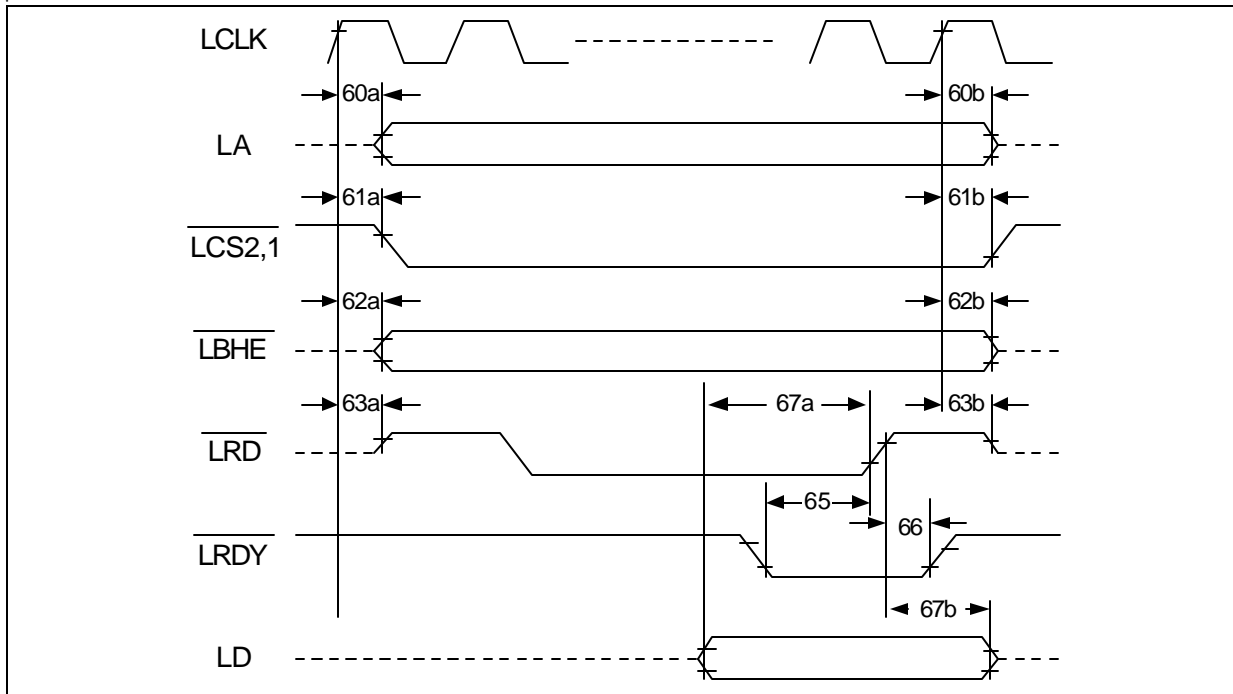 LCLK
60a 60b
LA
61a 61b
LCS2,1
62a 62b
LBHE
67a
63a 63b
LRD
65
66
LRDY
67b
LD